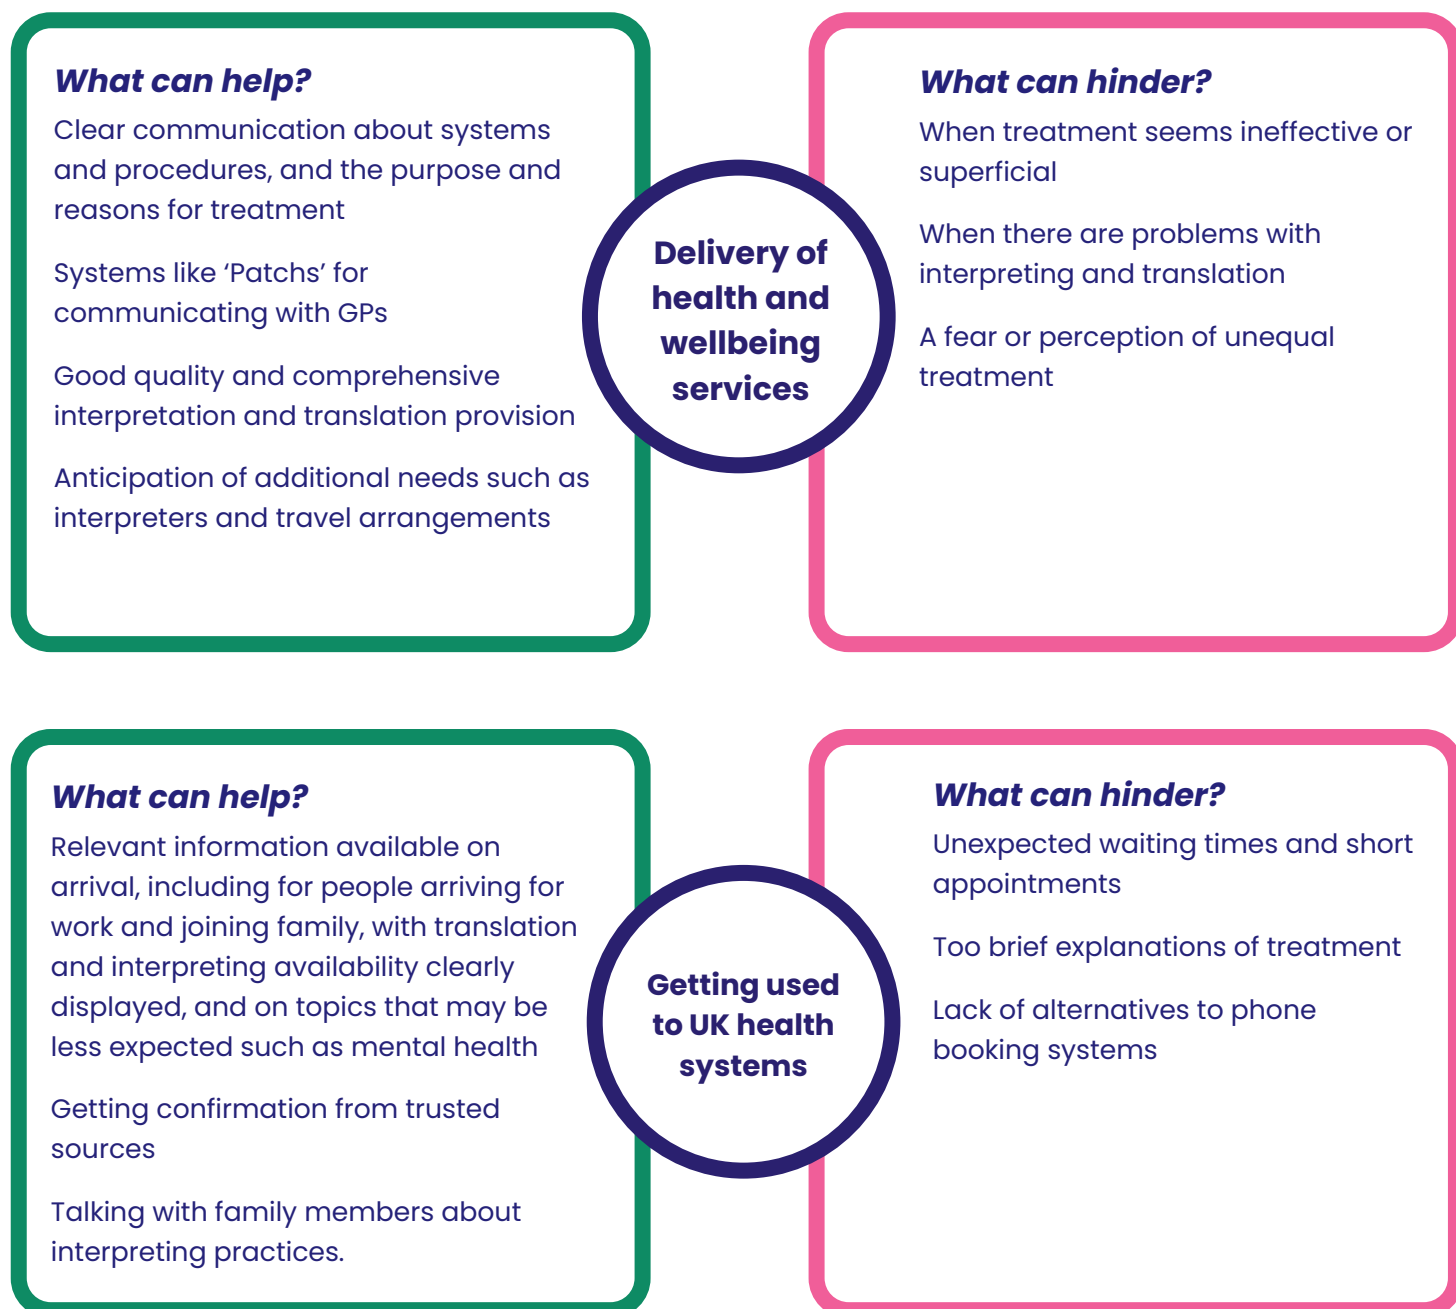 What can help?
Clear communication about systems
and procedures, and the purpose and
reasons for treatment
Systems like ‘Patchs’ for
communicating with GPs
Good quality and comprehensive
interpretation and translation provision
Anticipation of additional needs such as
interpreters and travel arrangements
Delivery of
health and
wellbeing
services
What can hinder?
When treatment seems ineffective or
superficial
When there are problems with
interpreting and translation
A fear or perception of unequal
treatment
What can help?
Relevant information available on
arrival, including for people arriving for
work and joining family, with translation
and interpreting availability clearly
displayed, and on topics that may be
less expected such as mental health
Getting confirmation from trusted
sources
Talking with family members about
interpreting practices.
Getting used
to UK health
systems
What can hinder?
Unexpected waiting times and short
appointments
Too brief explanations of treatment
Lack of alternatives to phone
booking systems